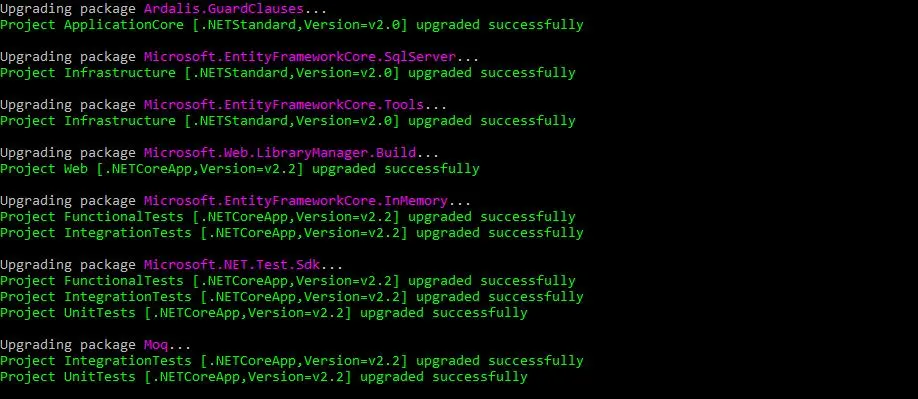 Upgrading package Ardalis.GuardClauses...
Project ApplicationCore [.NETStandard,Version=v2.0] upgraded successfully
Upgrading package Microsoft.EntityFrameworkCore.SqlServer...
Project Infrastructure [.NETStandard,Version=v2.0] upgraded successfully
Upgrading package Microsoft.EntityFrameworkCore.Tools...
Project Infrastructure [.NETStandard,Version=v2.0] upgraded successfully
Upgrading package Microsoft.Web.LibraryManager.Build...
Project Web [.NETCoreApp,Version=v2.2] upgraded successfully
Upgrading package Microsoft.EntityFrameworkCore.InMemory...
Project FunctionalTests [.NETCoreApp,Version=v2.2] upgraded successfully
Project IntegrationTests [.NETCoreApp,Version=v2.2] upgraded successfully
Upgrading package Microsoft.NET.Test.Sdk...
Project FunctionalTests [.NETCoreApp,Version=v2.2] upgraded successfully
Project IntegrationTests [.NETCoreApp,Version=v2.2] upgraded successfully
Project UnitTests [.NETCoreApp,Version=v2.2] upgraded successfully
Upgrading package Moq...
Project IntegrationTests [.NETCoreApp,Version=v2.2] upgraded successfully
Project UnitTests [.NETCoreApp,Version=v2.2] upgraded successfully